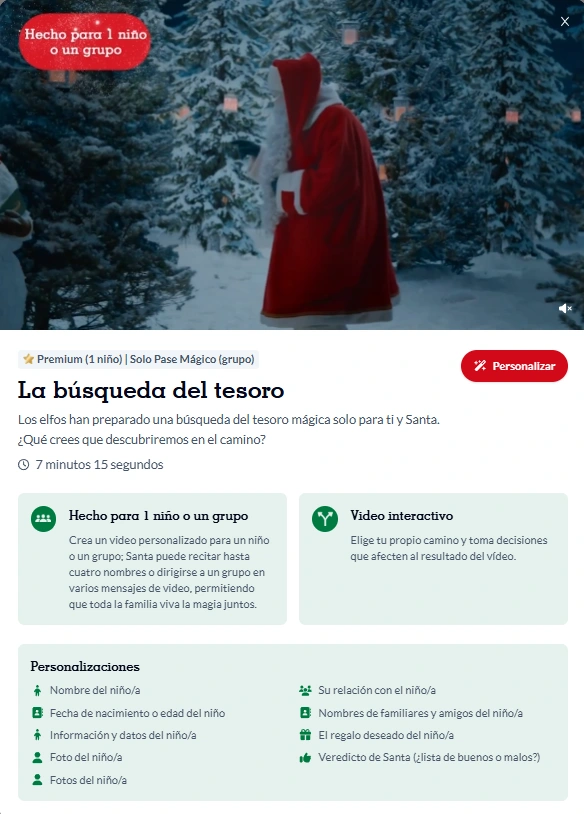 Hecho para 1 niño
o un grupo
Premium (1 niño) | Solo Pase Mágico (grupo)
Personalizar
La búsqueda del tesoro
Los elfos han preparado una búsqueda del tesoro mágica solo para ti y Santa.
¿Qué crees que descubriremos en el camino?
7 minutos 15 segundos
Hecho para 1 niño o un grupo
Crea un video personalizado para un niño
o un grupo; Santa puede recitar hasta
cuatro nombres o dirigirse a un grupo en
varios mensajes de video, permitiendo
que toda la familia viva la magia juntos.
Video interactivo
Elige tu propio camino y toma decisiones
que afecten al resultado del vídeo.
Personalizaciones
Nombre del niño/a
Fecha de nacimiento o edad del niño
Información y datos del niño/a
Foto del niño/a
Fotos del niño/a
Su relación con el niño/a
Nombres de familiares y amigos del niño/a
El regalo deseado del niño/a
Veredicto de Santa (¿lista de buenos o malos?)